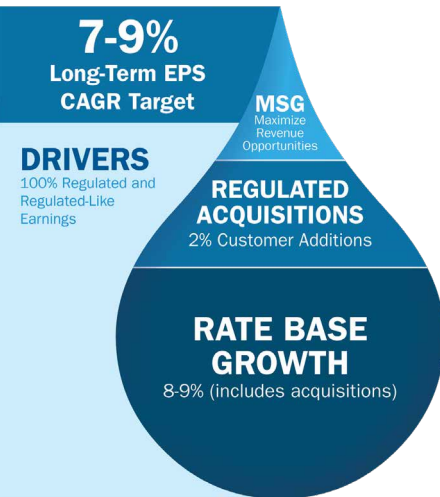 7-9%
Long-Term EPS
CAGR Target
DRIVERS
100% Regulated and
Regulated-Like
Earnings
MSG
Maximize
Revenue
Opportunities
REGULATED
ACQUISITIONS
2% Customer Additions
RATE BASE
GROWTH
8-9% (includes acquisitions)